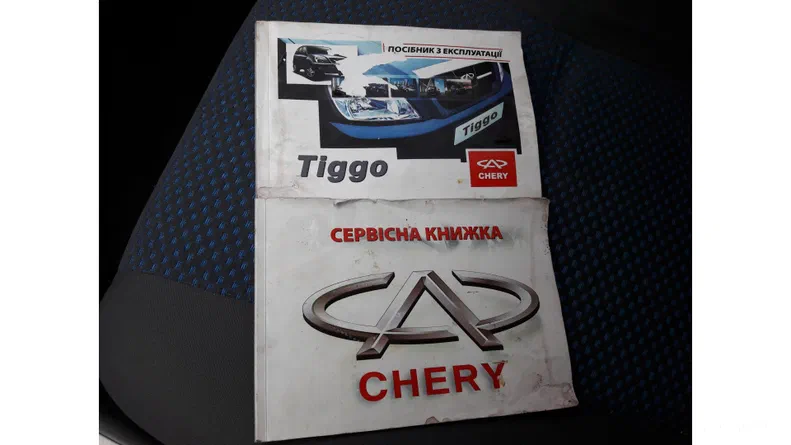 ПОСІБНИК З ЕКСПЛУАТАЦІЇ
Tiggo
Tiggo
CHERY
СЕРВІСНА КНИЖКА
CHERY